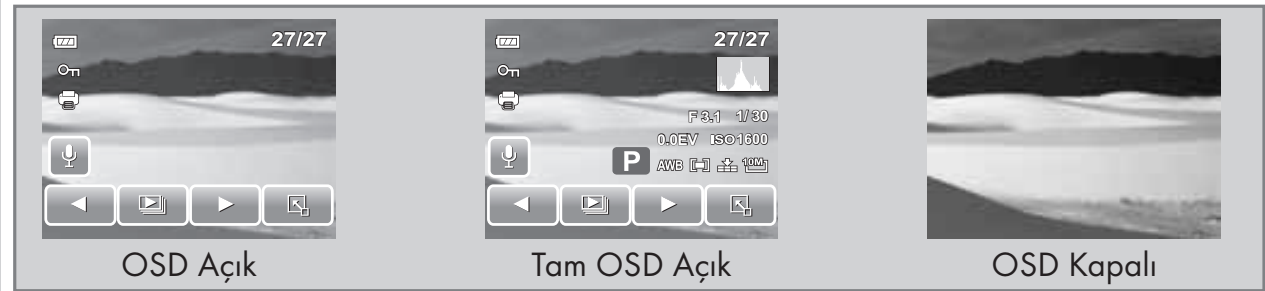 27/27
OSD Açık
27/27
F 3.1 1/30
0.0EV ISO1600
P AWB 10M
Tam OSD Açık
OSD Kapalı